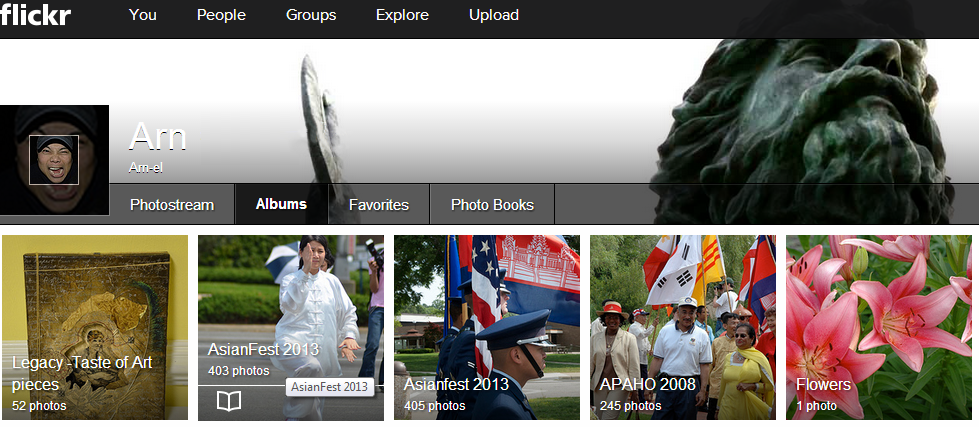 flickr You People Groups Explore Upload
Arn
Arn-el
Photostream Albums Favorites Photo Books
Legacy -Taste of Art
pieces
52 photos
AsianFest 2013
403 photos
AsianFest 2013
Asianfest 2013
405 photos
APAHO 2008
245 photos
Flowers
1 photo